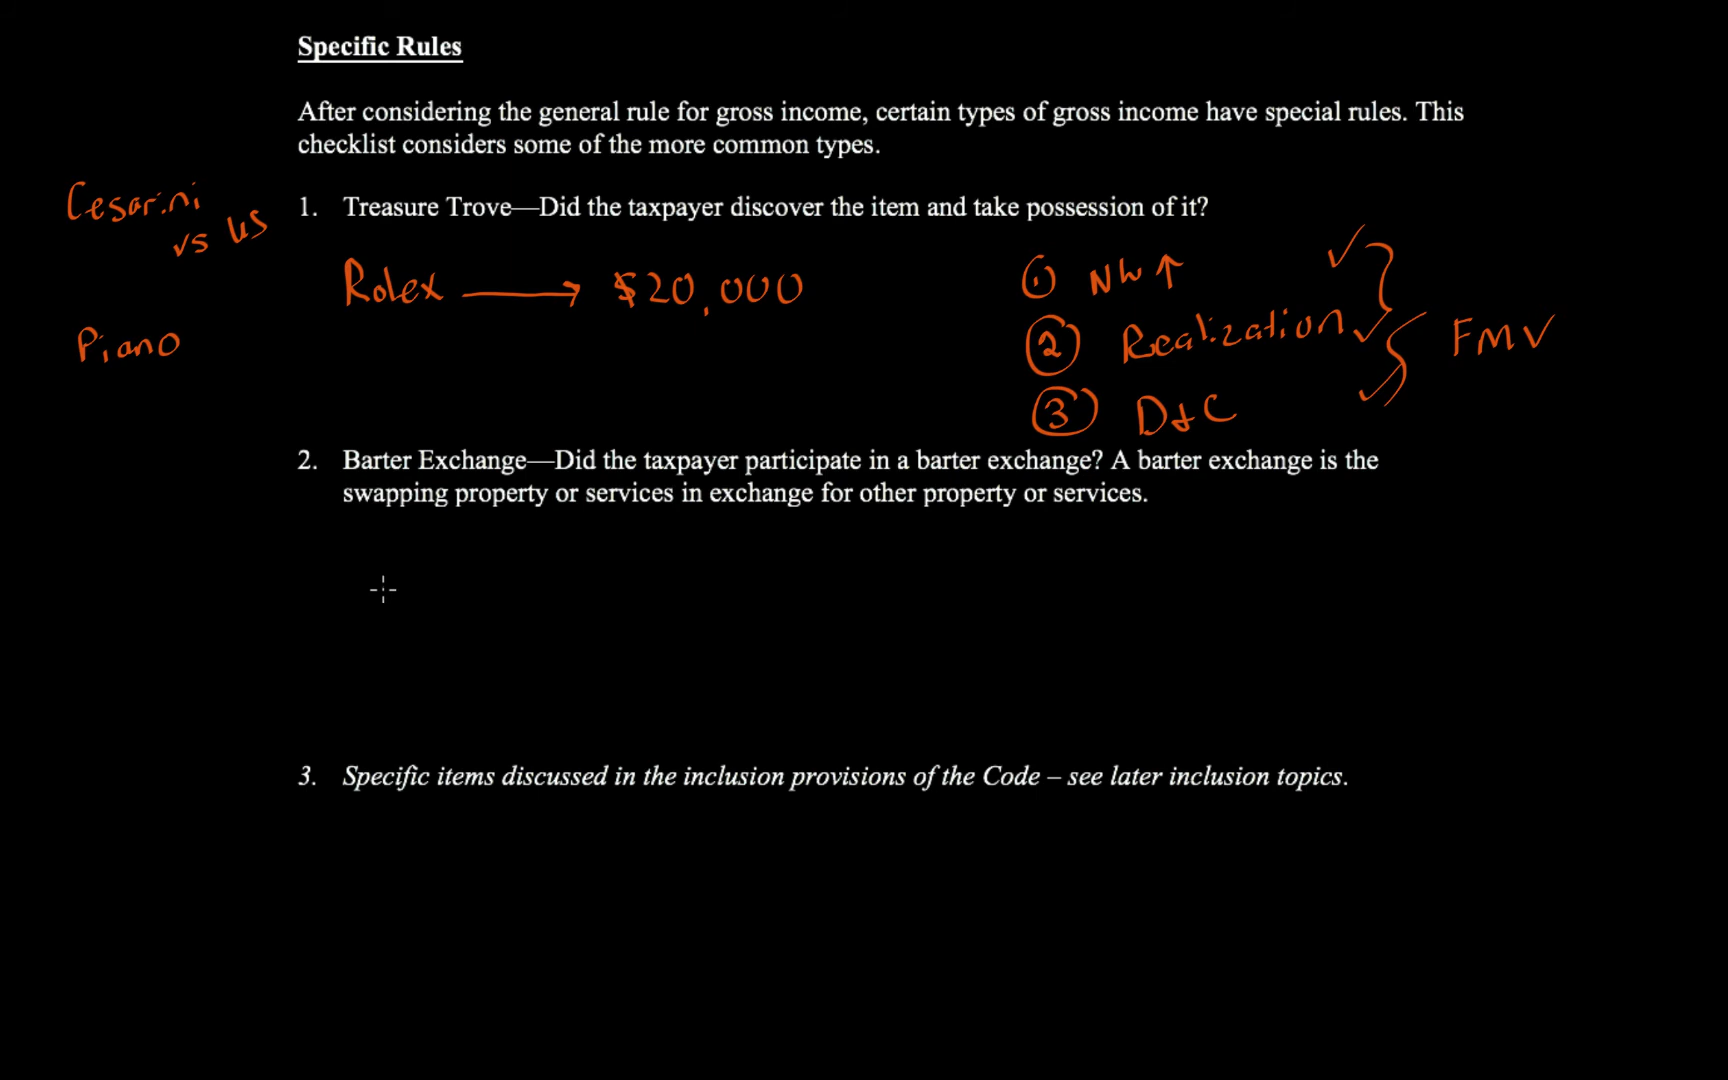 Specific Rules
After considering the general rule for gross income, certain types of gross income have special rules. This
checklist considers some of the more common types.
Cesarini
vs US
1. Treasure Trove—Did the taxpayer discover the item and take possession of it?
Rolex → $20,000
Piano
① NW ↑ ✓
② Realization ✓
③ D+C ✓
FMV
2. Barter Exchange—Did the taxpayer participate in a barter exchange? A barter exchange is the
swapping property or services in exchange for other property or services.
3. Specific items discussed in the inclusion provisions of the Code – see later inclusion topics.